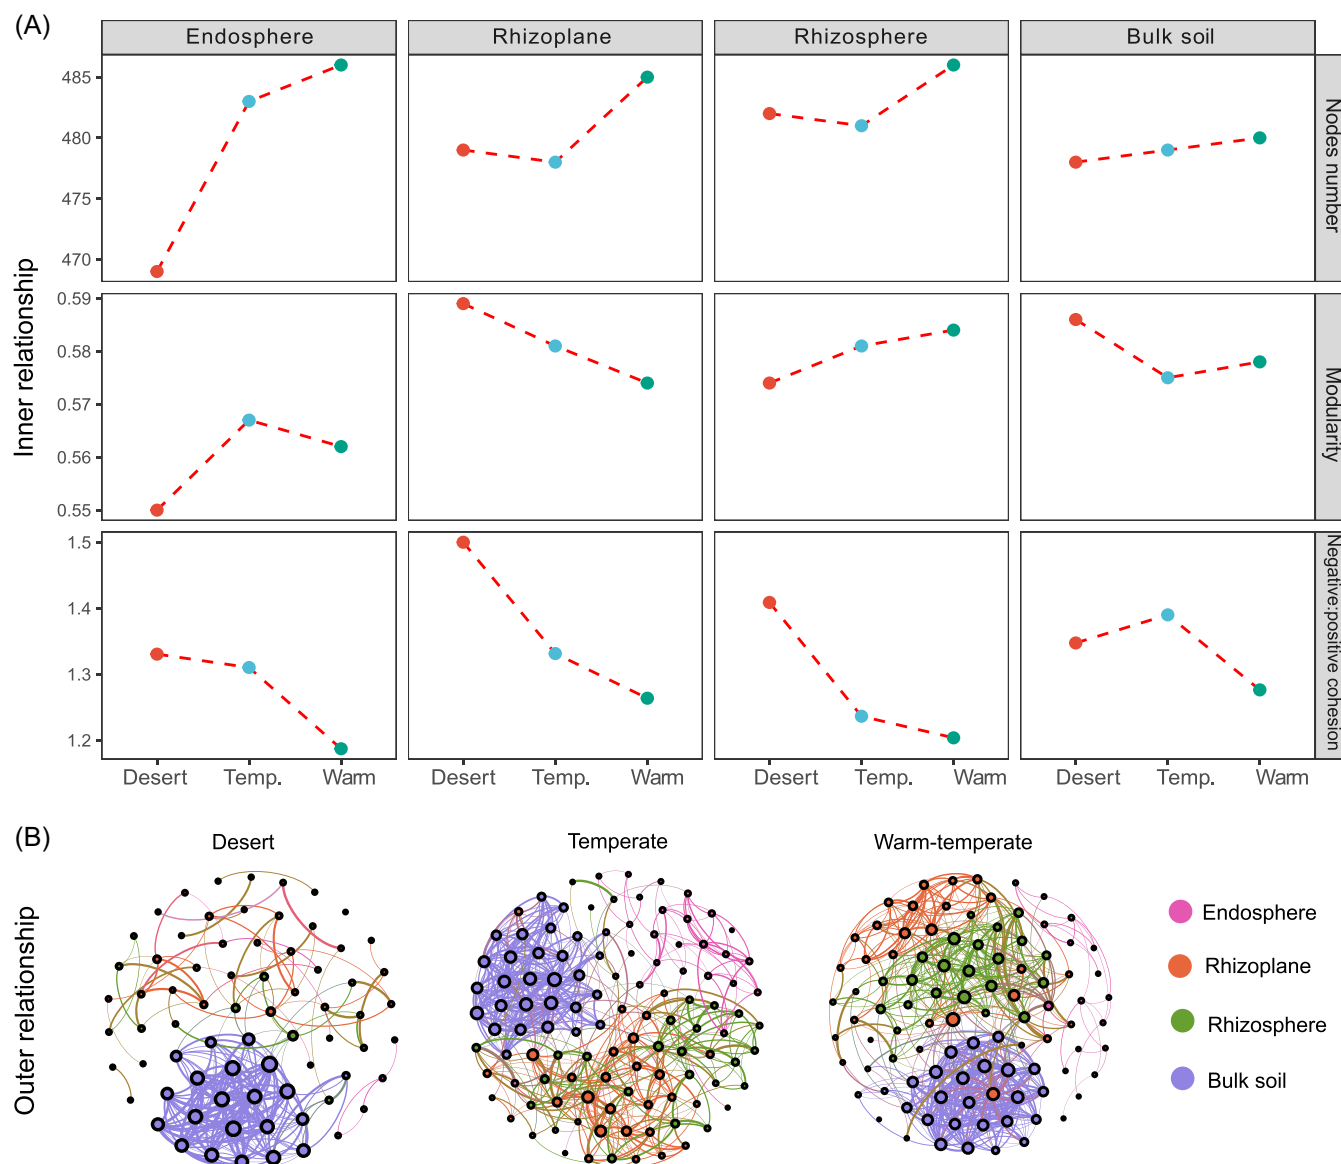 (A)
Endosphere Rhizoplane Rhizosphere Bulk soil
Inner relationship
485
480
475
470
Nodes number
0.59
0.58
0.57
0.56
0.55
Modularity
1.5
1.4
1.3
1.2
Negative:positive cohesion
Desert Temp. Warm Desert Temp. Warm Desert Temp. Warm Desert Temp. Warm
(B)
Desert Temperate Warm-temperate
Outer relationship
Endosphere
Rhizoplane
Rhizosphere
Bulk soil